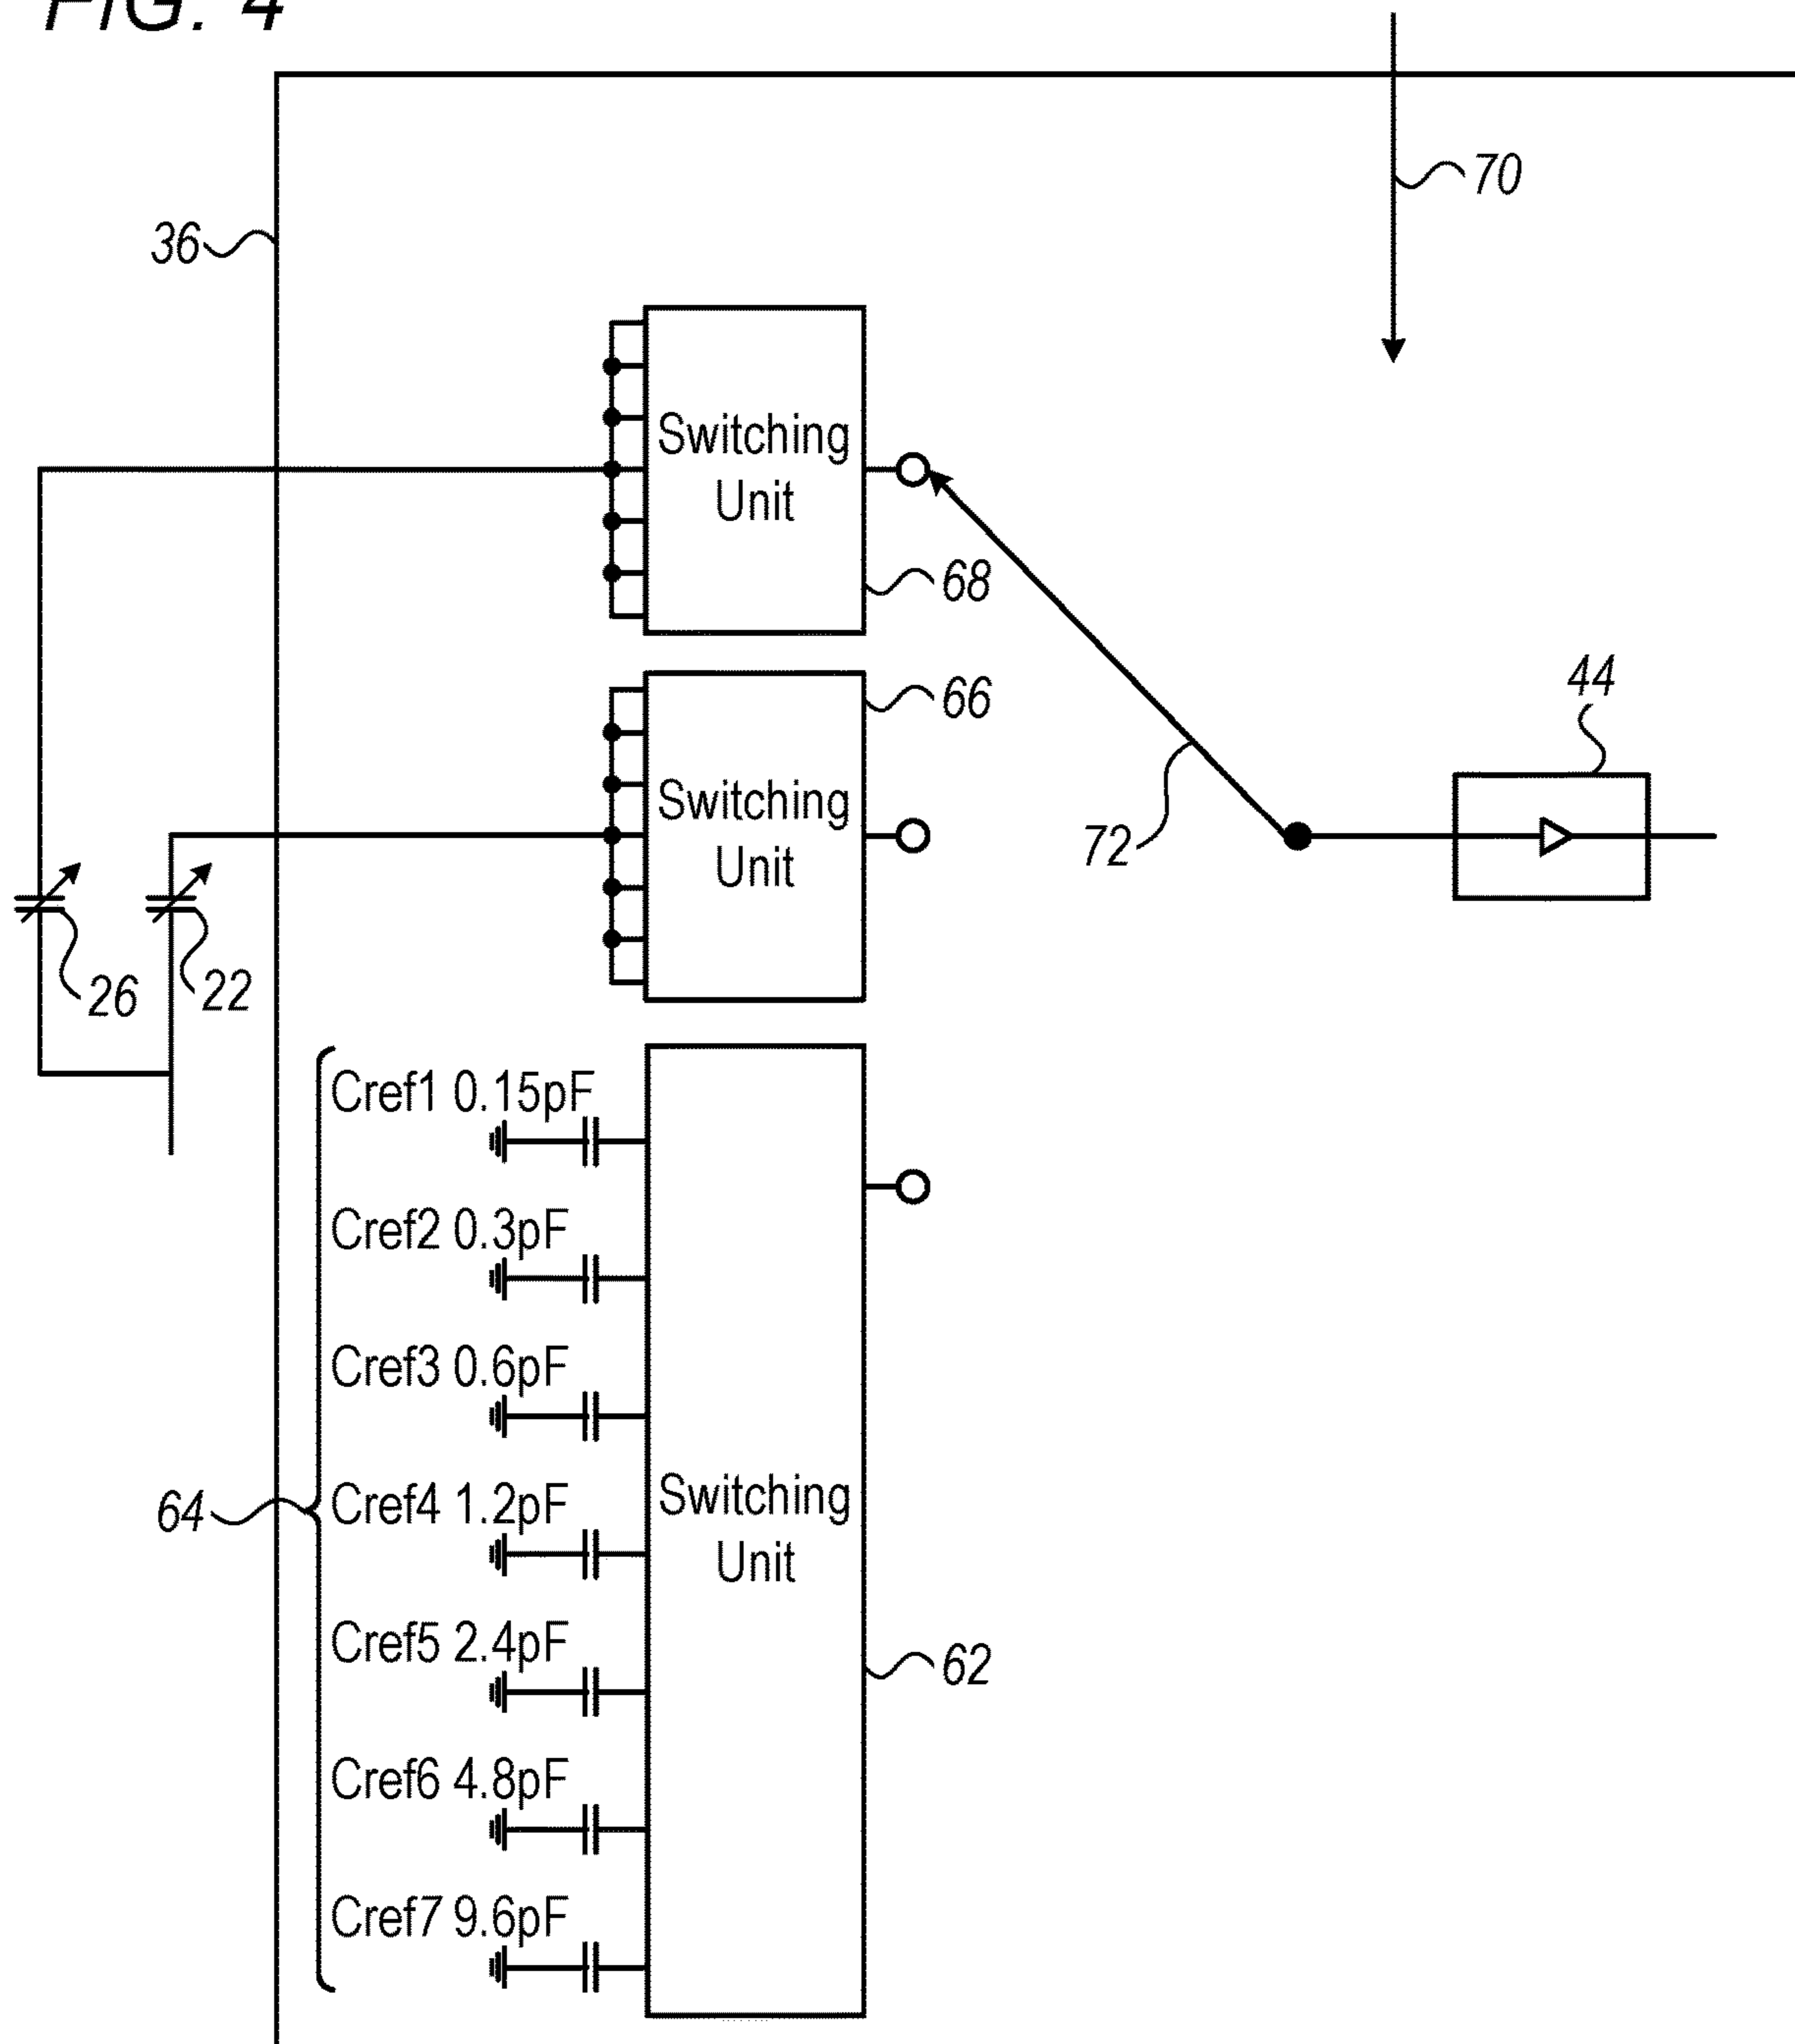 FIG. 4
70
36
Switching
Unit
68
66
44
Switching
Unit
72
26
22
Cref1 0.15pF
Cref2 0.3pF
Cref3 0.6pF
64
Cref4 1.2pF
Switching
Unit
Cref5 2.4pF
62
Cref6 4.8pF
Cref7 9.6pF